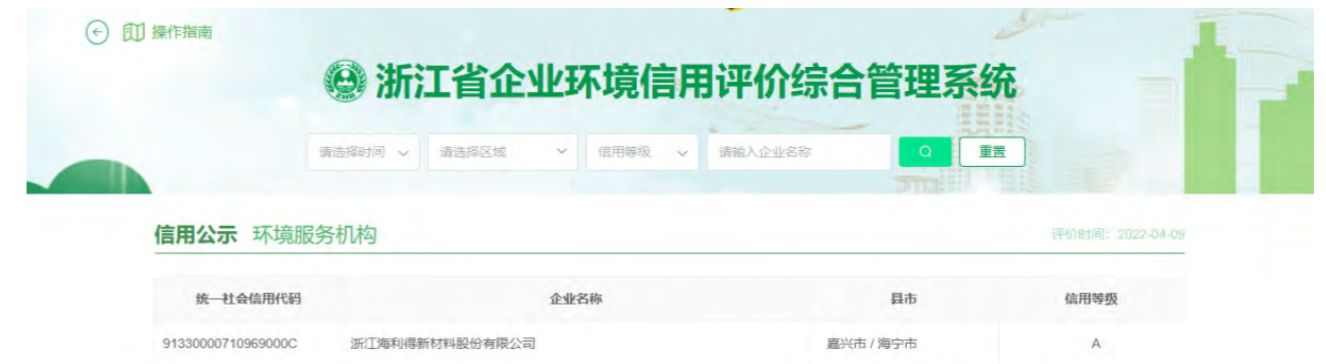 操作指南
浙江省企业环境信用评价综合管理系统
请选择时间 请选择区域 信用等级 请输入企业名称 重置
信用公示 环境服务机构 评价时间：2022-04-09
统一社会信用代码 企业名称 县市 信用等级
91330000710969000C 浙江海利得新材料股份有限公司 嘉兴市 / 海宁市 A